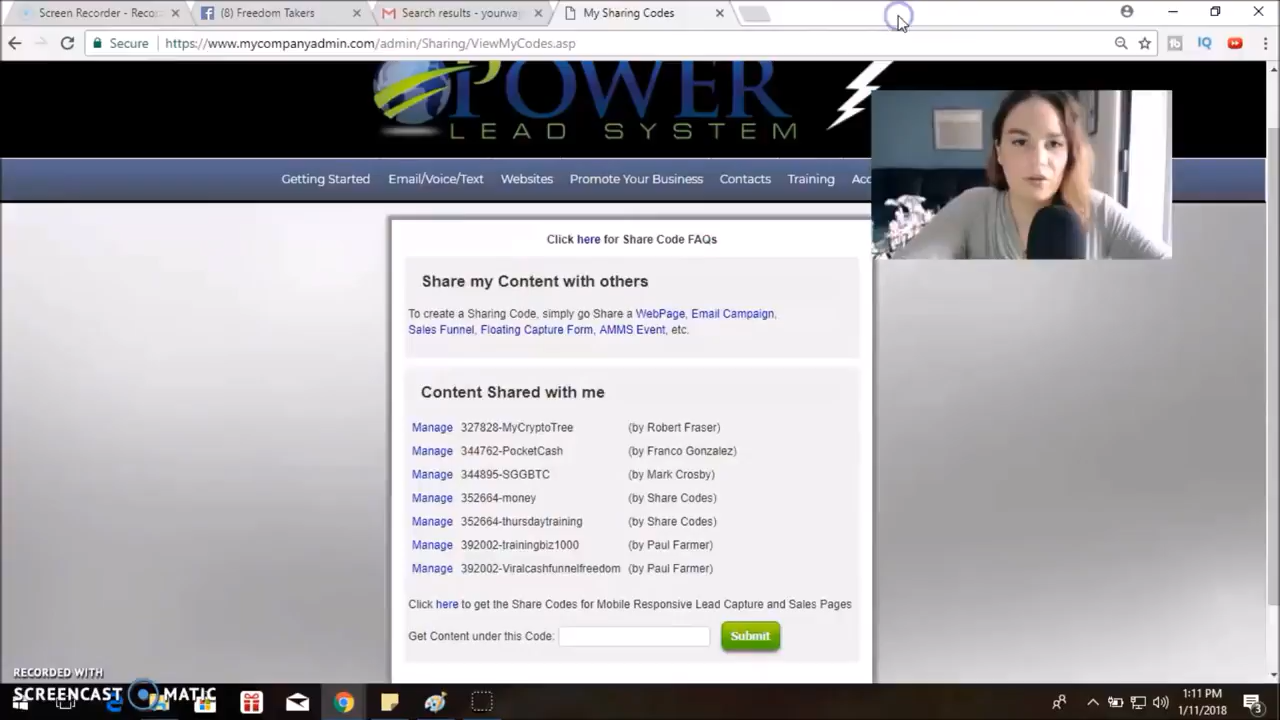 Screen Recorder - Reco
(8) Freedom Takers
Search results - yourwa
My Sharing Codes
Secure
https://www.mycompanyadmin.com/admin/Sharing/ViewMyCodes.asp
POWER
LEAD SYSTEM
Getting Started Email/Voice/Text Websites Promote Your Business Contacts Training Acc
Click here for Share Code FAQs
Share my Content with others
To create a Sharing Code, simply go Share a WebPage, Email Campaign,
Sales Funnel, Floating Capture Form, AMMS Event, etc.
Content Shared with me
Manage 327828-MyCryptoTree (by Robert Fraser)
Manage 344762-PocketCash (by Franco Gonzalez)
Manage 344895-SGGBTC (by Mark Crosby)
Manage 352664-money (by Share Codes)
Manage 352664-thursdaytraining (by Share Codes)
Manage 392002-trainingbiz1000 (by Paul Farmer)
Manage 392002-Viralcashfunnelfreedom (by Paul Farmer)
Click here to get the Share Codes for Mobile Responsive Lead Capture and Sales Pages
Get Content under this Code: Submit
RECORDED WITH
SCREENCAST MATIC
1:11 PM
1/11/2018
3